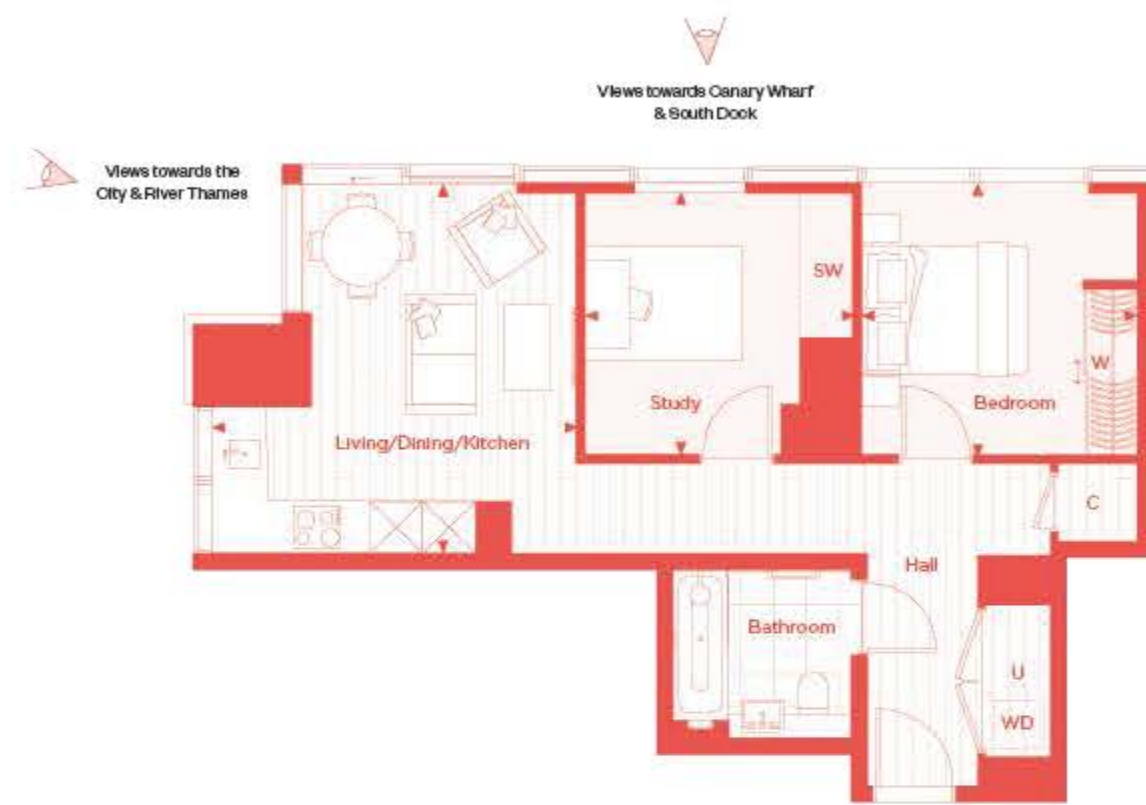 Views towards Canary Wharf
& South Dock
Views towards the
City & River Thames
SW
W
Study
Bedroom
Living/Dining/Kitchen
C
Hall
Bathroom
U
WD